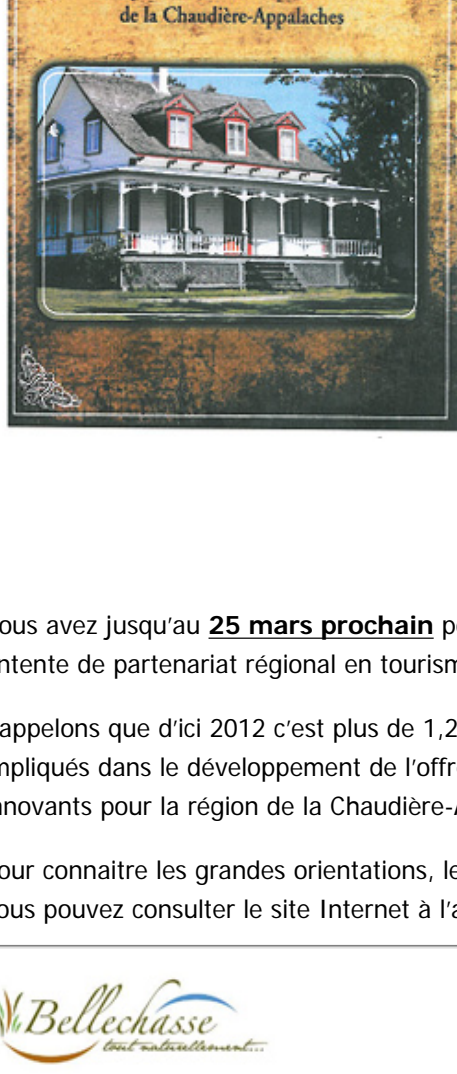 de la Chaudière-Appalaches
ous avez jusqu'au 25 mars prochain p
ntente de partenariat régional en tourism
appelons que d'ici 2012 c'est plus de 1,2
mpliqués dans le développement de l'offr
nnovants pour la région de la Chaudière-A
our connaitre les grandes orientations, le
ous pouvez consulter le site Internet à l'a
Bellechasse
tout naturellement...